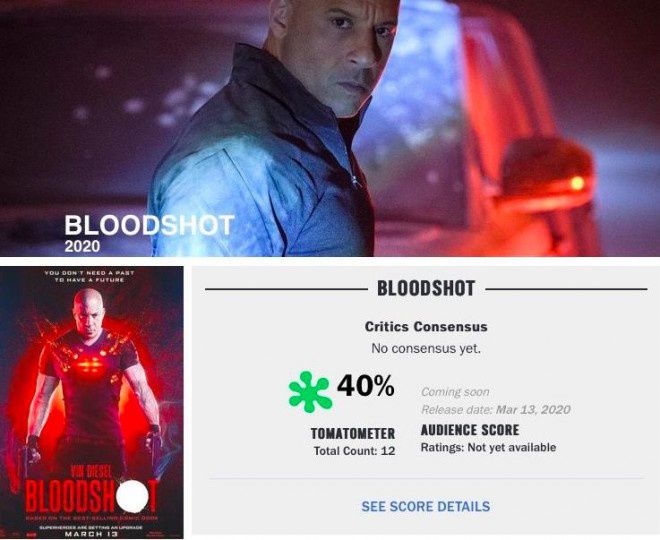 BLOODSHOT
2020
YOU DON'T NEED A PAST
TO HAVE A FUTURE
VIN DIESEL
BLOODSHOT
BASED ON THE BEST-SELLING COMIC BOOK
SUPERHEROES ARE GETTING AN UPGRADE
MARCH 13
BLOODSHOT
Critics Consensus
No consensus yet.
40%
TOMATOMETER
Total Count: 12
Coming soon
Release date: Mar 13, 2020
AUDIENCE SCORE
Ratings: Not yet available
SEE SCORE DETAILS